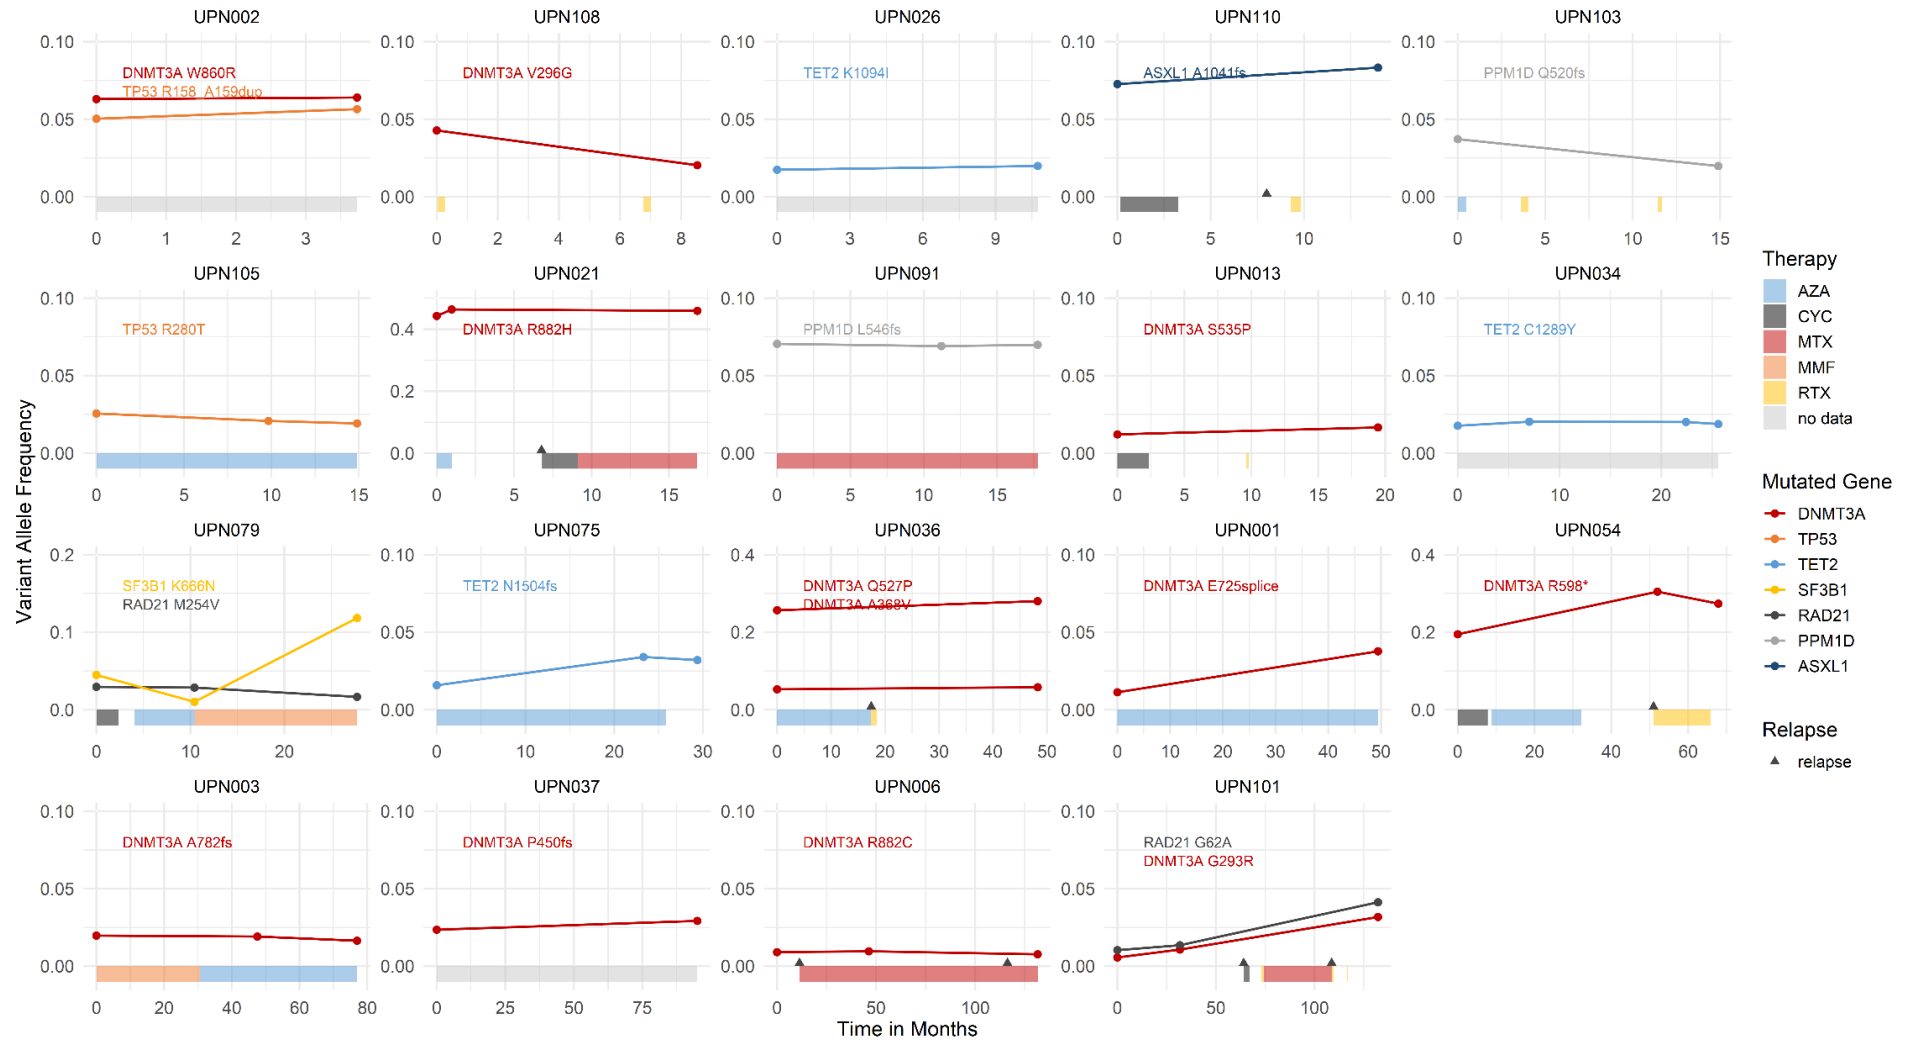 UPN002
UPN108
UPN026
UPN110
UPN103
0.10
0.05
0.00
DNMT3A W860R
TP53 R158_A159dup
0 1 2 3
0.10
0.05
0.00
DNMT3A V296G
0 2 4 6 8
0.10
0.05
0.00
TET2 K1094I
0 3 6 9
0.10
0.05
0.00
ASXL1 A1041fs
0 5 10
0.10
0.05
0.00
PPM1D Q520fs
0 5 10 15
UPN105
UPN021
UPN091
UPN013
UPN034
0.10
0.05
0.00
TP53 R280T
0 5 10 15
0.4
0.2
0.0
DNMT3A R882H
0 5 10 15
0.10
0.05
0.00
PPM1D L546fs
0 5 10 15
0.10
0.05
0.00
DNMT3A S535P
0 5 10 15 20
0.10
0.05
0.00
TET2 C1289Y
0 10 20
UPN079
UPN075
UPN036
UPN001
UPN054
0.2
0.1
0.0
SF3B1 K666N
RAD21 M254V
0 10 20
0.10
0.05
0.00
TET2 N1504fs
0 10 20 30
0.4
0.2
0.0
DNMT3A Q527P
DNMT3A A368V
0 10 20 30 40 50
0.10
0.05
0.00
DNMT3A E725splice
0 10 20 30 40 50
0.4
0.2
0.0
DNMT3A R598*
0 20 40 60
UPN003
UPN037
UPN006
UPN101
0.10
0.05
0.00
DNMT3A A782fs
0 20 40 60 80
0.10
0.05
0.00
DNMT3A P450fs
0 25 50 75
0.10
0.05
0.00
DNMT3A R882C
0 50 100
0.10
0.05
0.00
RAD21 G62A
DNMT3A G293R
0 50 100
Variant Allele Frequency
Time in Months
Therapy
AZA
CYC
MTX
MMF
RTX
no data
Mutated Gene
DNMT3A
TP53
TET2
SF3B1
RAD21
PPM1D
ASXL1
Relapse
relapse